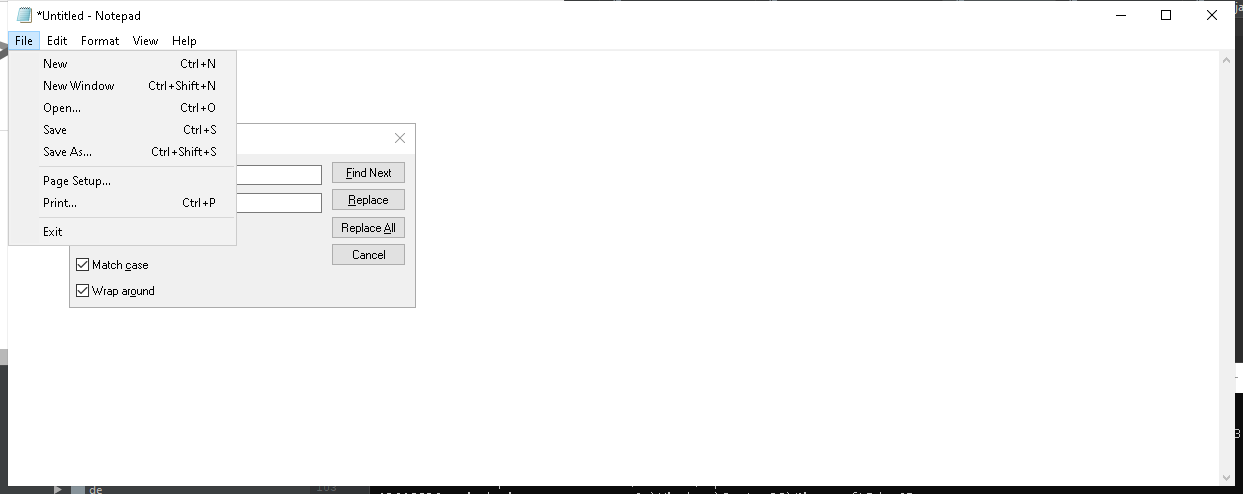 *Untitled - Notepad
File Edit Format View Help
New Ctrl+N
New Window Ctrl+Shift+N
Open... Ctrl+O
Save Ctrl+S
Save As... Ctrl+Shift+S
Page Setup...
Print... Ctrl+P
Exit
Find Next
Replace
Replace All
Cancel
Match case
Wrap around
de
103